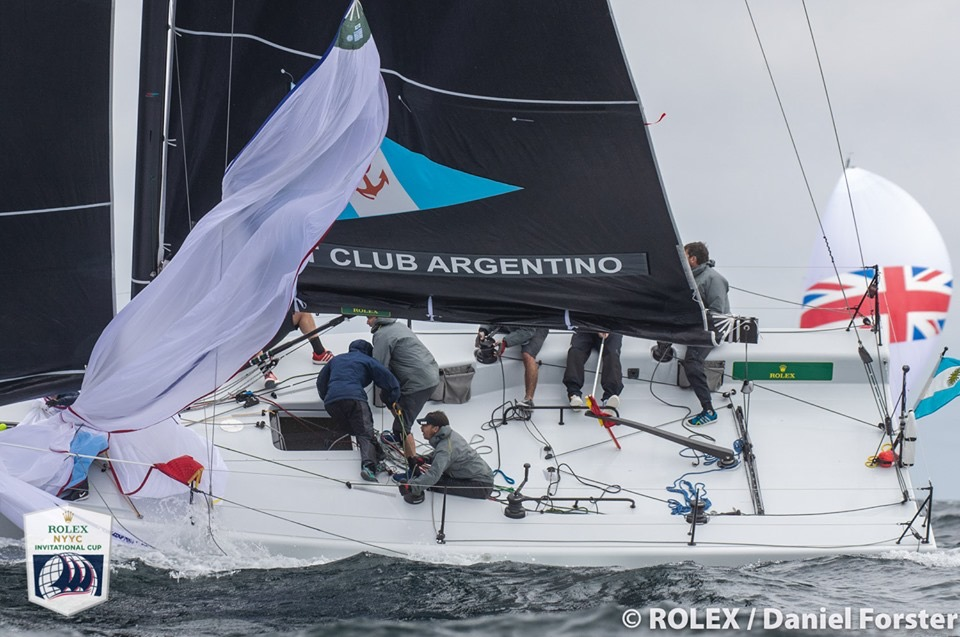 T CLUB ARGENTINO
ROLEX
ROLEX
ROLEX
NYYC
INVITATIONAL CUP
© ROLEX / Daniel Forster